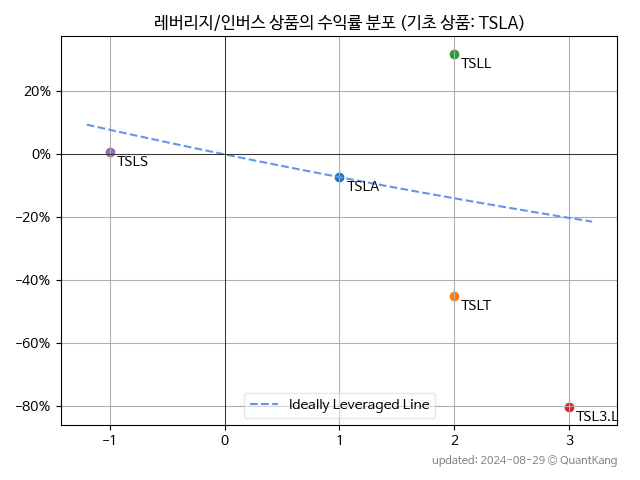 레버리지/인버스 상품의 수익률 분포 (기초 상품: TSLA)
20%
0%
−20%
−40%
−60%
−80%
TSLL
TSLS
TSLA
TSLT
TSL3.L
Ideally Leveraged Line
−1 0 1 2 3
updated: 2024-08-29 © QuantKang